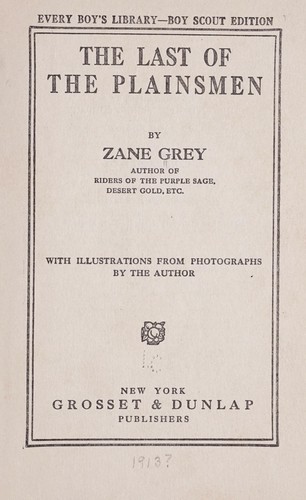 EVERY BOY'S LIBRARY—BOY SCOUT EDITION
THE LAST OF
THE PLAINSMEN
BY
ZANE GREY
AUTHOR OF
RIDERS OF THE PURPLE SAGE,
DESERT GOLD, ETC.
WITH ILLUSTRATIONS FROM PHOTOGRAPHS
BY THE AUTHOR
NEW YORK
GROSSET & DUNLAP
PUBLISHERS
1913?